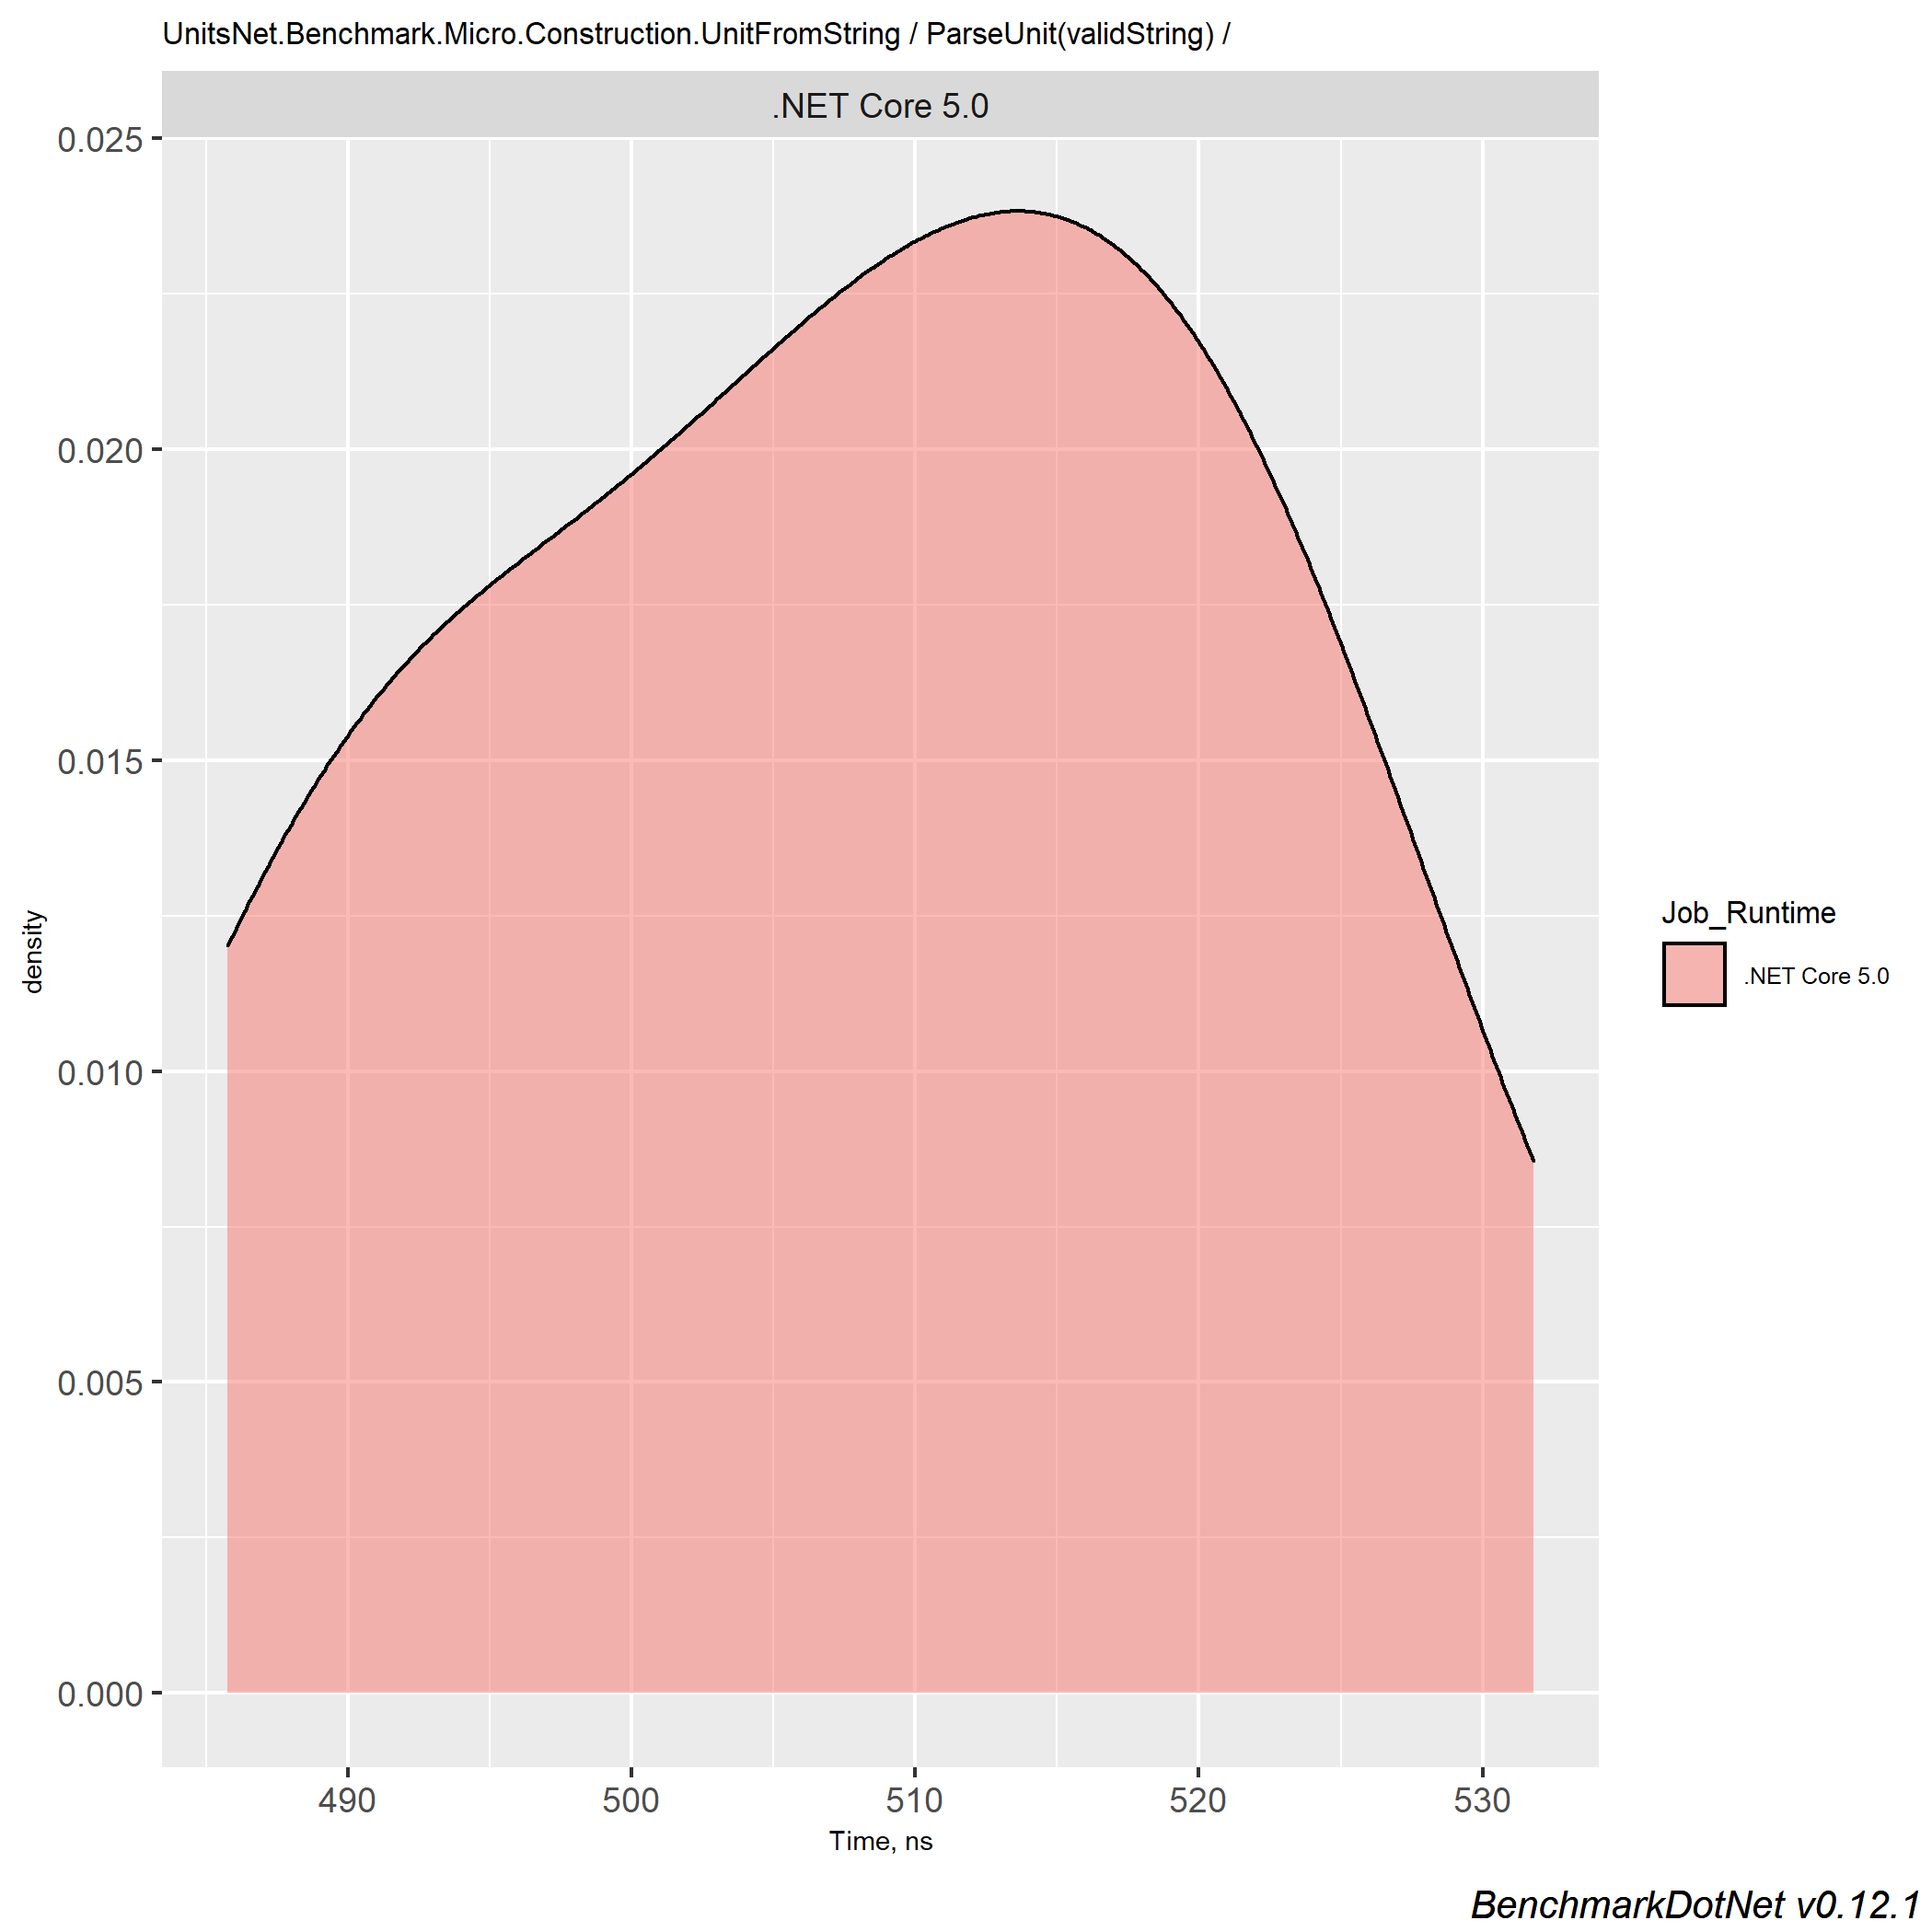 UnitsNet.Benchmark.Micro.Construction.UnitFromString / ParseUnit(validString) /
.NET Core 5.0
0.025
0.020
0.015
0.010
0.005
0.000
density
490 500 510 520 530
Time, ns
Job_Runtime
.NET Core 5.0
BenchmarkDotNet v0.12.1